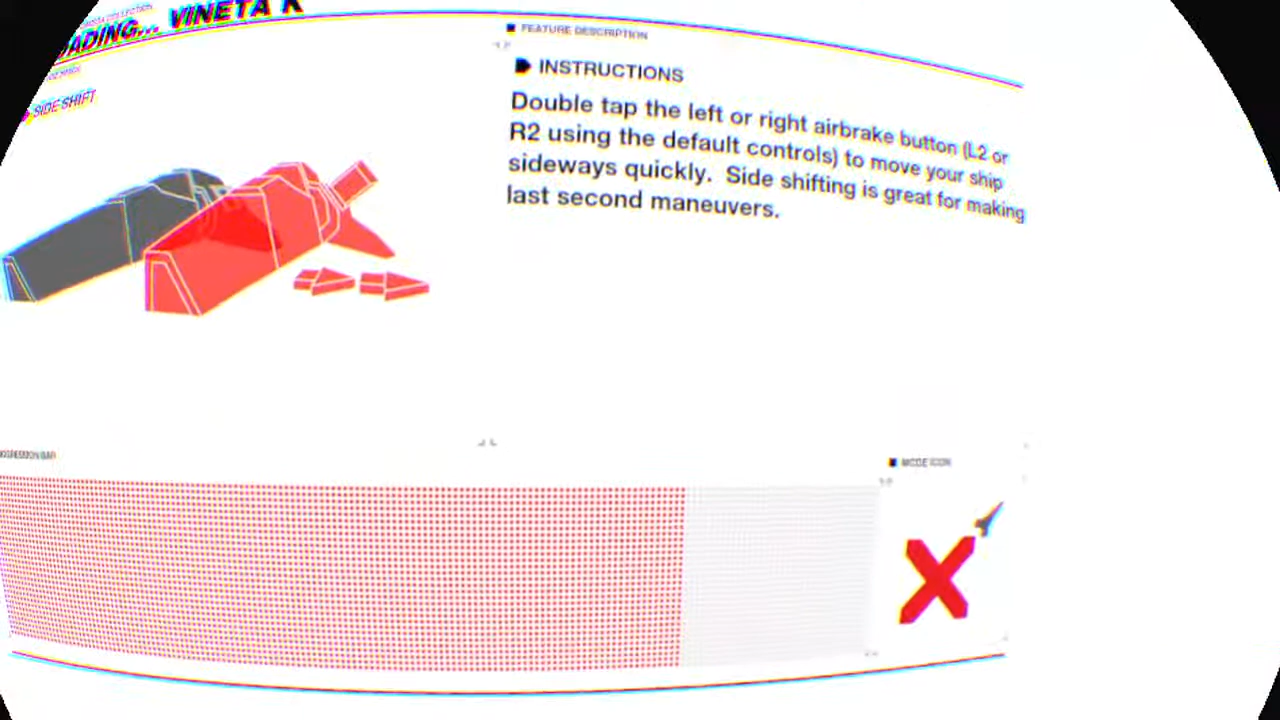 VINETA K
FEATURE DESCRIPTION
SIDE SHIFT
INSTRUCTIONS
Double tap the left or right airbrake button (L2 or
R2 using the default controls) to move your ship
sideways quickly.  Side shifting is great for making
last second maneuvers.
MODE ICON